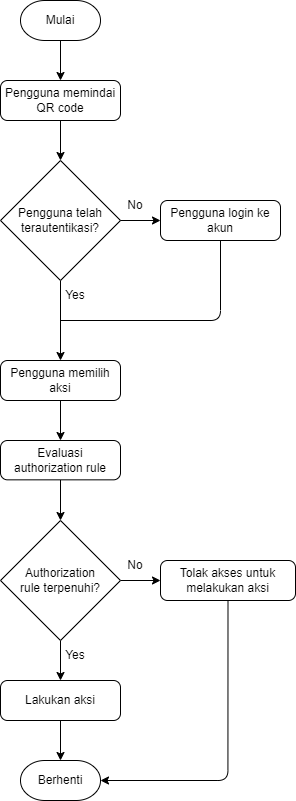 Mulai
Pengguna memindai
QR code
Pengguna telah
terautentikasi?
No
Pengguna login ke
akun
Yes
Pengguna memilih
aksi
Evaluasi
authorization rule
Authorization
rule terpenuhi?
No
Tolak akses untuk
melakukan aksi
Yes
Lakukan aksi
Berhenti